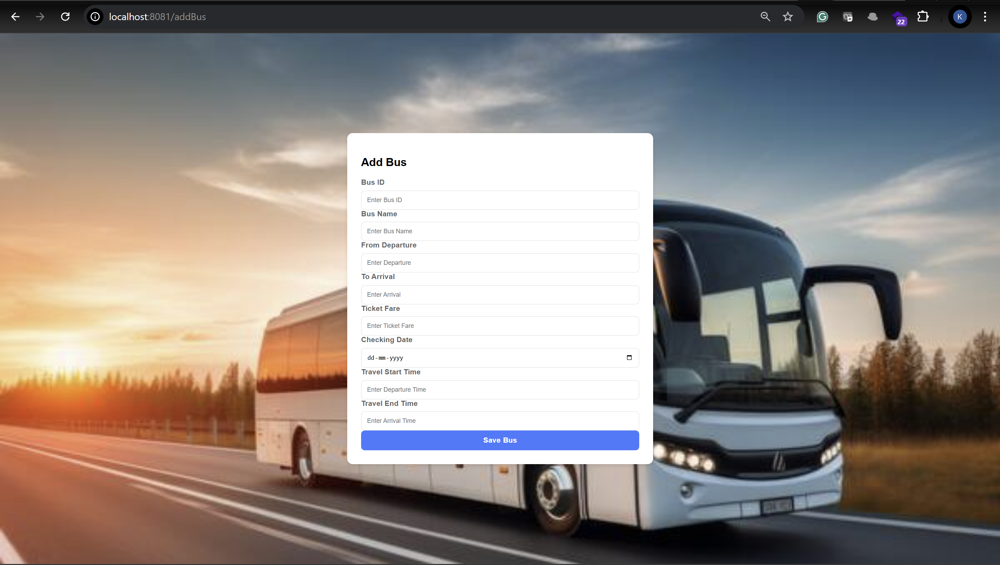 localhost:8081/addBus
22
K
Add Bus
Bus ID
Enter Bus ID
Bus Name
Enter Bus Name
From Departure
Enter Departure
To Arrival
Enter Arrival
Ticket Fare
Enter Ticket Fare
Checking Date
dd-mm-yyyy
Travel Start Time
Enter Departure Time
Travel End Time
Enter Arrival Time
Save Bus